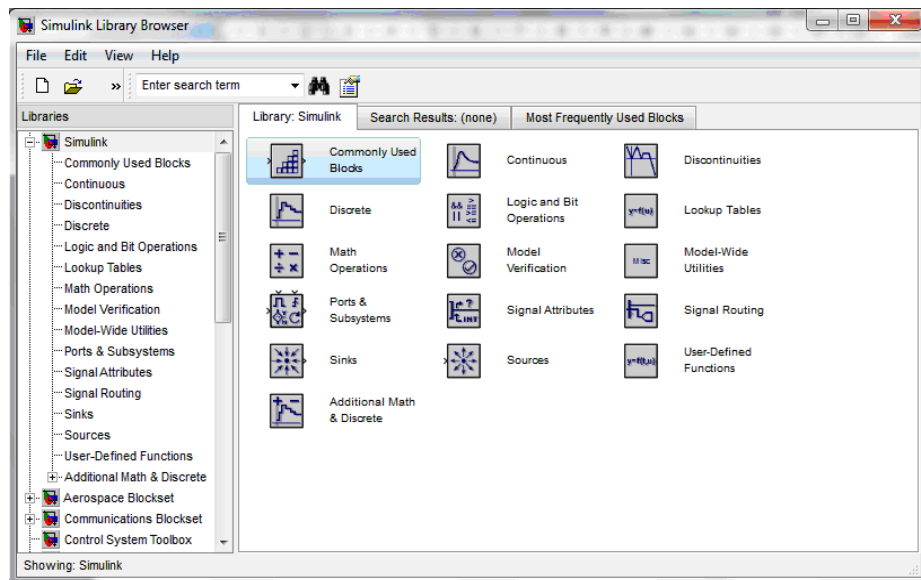 Simulink Library Browser
File Edit View Help
» Enter search term
Libraries
Library: Simulink Search Results: (none) Most Frequently Used Blocks
Simulink
Commonly Used Blocks
Continuous
Discontinuities
Discrete
Logic and Bit Operations
Lookup Tables
Math Operations
Model Verification
Model-Wide Utilities
Ports & Subsystems
Signal Attributes
Signal Routing
Sinks
Sources
User-Defined Functions
Additional Math & Discrete
Aerospace Blockset
Communications Blockset
Control System Toolbox
Commonly Used
Blocks
Continuous
Discontinuities
Discrete
Logic and Bit
Operations
y=f(u)
Lookup Tables
Math
Operations
Model
Verification
Misc
Model-Wide
Utilities
Ports &
Subsystems
Signal Attributes
Signal Routing
Sinks
Sources
y=f(t,u)
User-Defined
Functions
Additional Math
& Discrete
Showing: Simulink